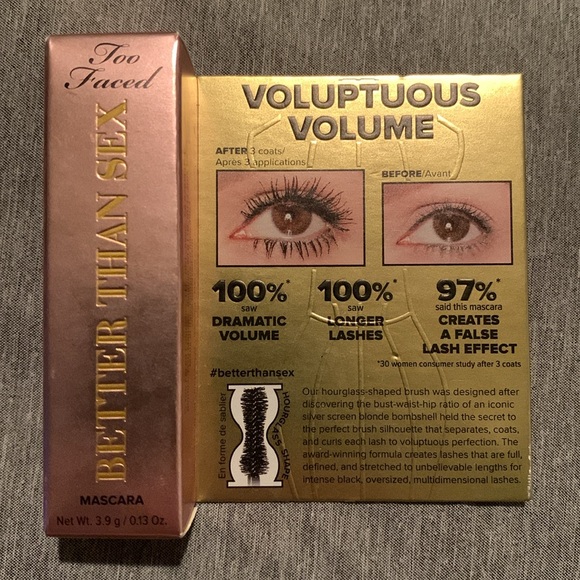 Too
Faced
BETTER THAN SEX
MASCARA
Net Wt. 3.9 g / 0.13 Oz.
VOLUPTUOUS
VOLUME
AFTER 3 coats/
Après 3 applications
BEFORE/Avant
100%*
saw
DRAMATIC
VOLUME
100%*
saw
LONGER
LASHES
97%*
said this mascara
CREATES
A FALSE
LASH EFFECT
*30 women consumer study after 3 coats
#betterthansex
En forme de sablier
HOURGLASS SHAPE
Our hourglass-shaped brush was designed after
discovering the bust-waist-hip ratio of an iconic
silver screen blonde bombshell held the secret to
the perfect brush silhouette that separates, coats,
and curls each lash to voluptuous perfection. The
award-winning formula creates lashes that are full,
defined, and stretched to unbelievable lengths for
intense black, oversized, multidimensional lashes.